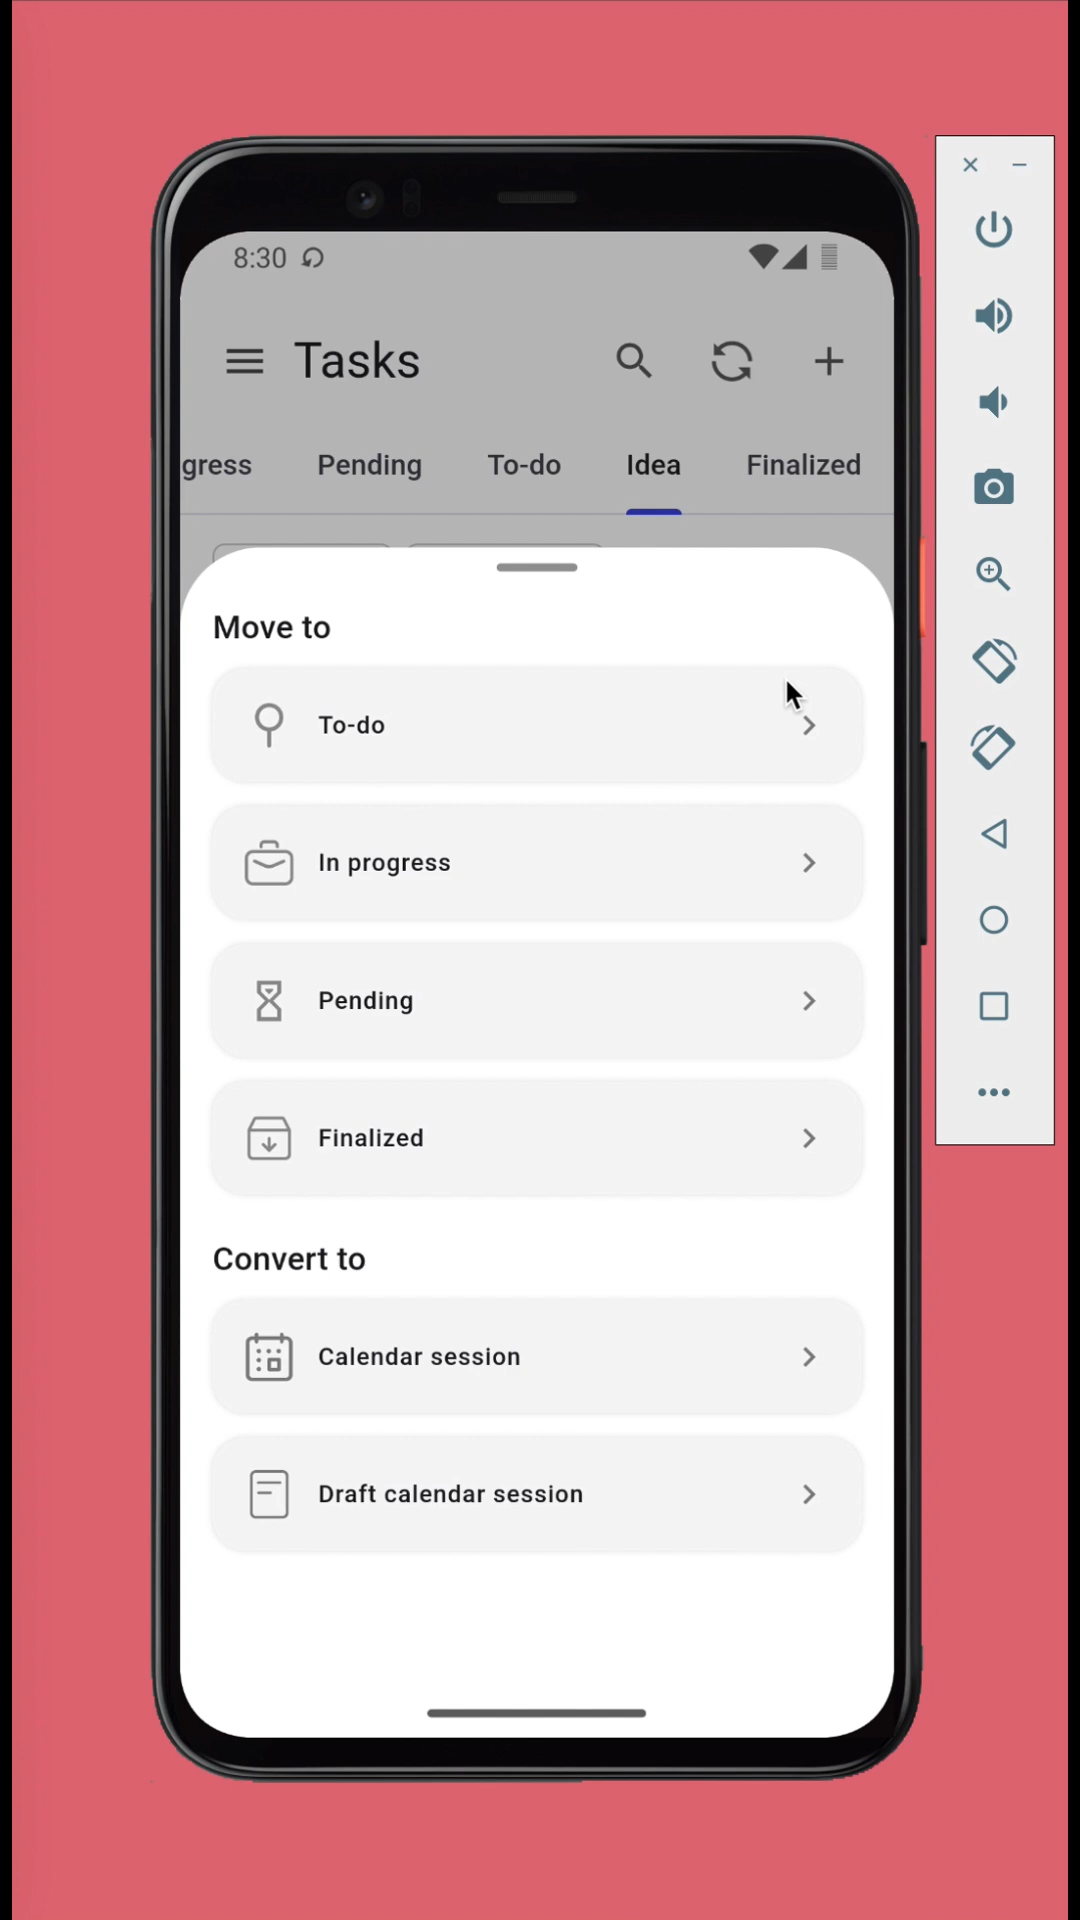 8:30
Tasks
gress Pending To-do Idea Finalized
Move to
To-do
In progress
Pending
Finalized
Convert to
Calendar session
Draft calendar session